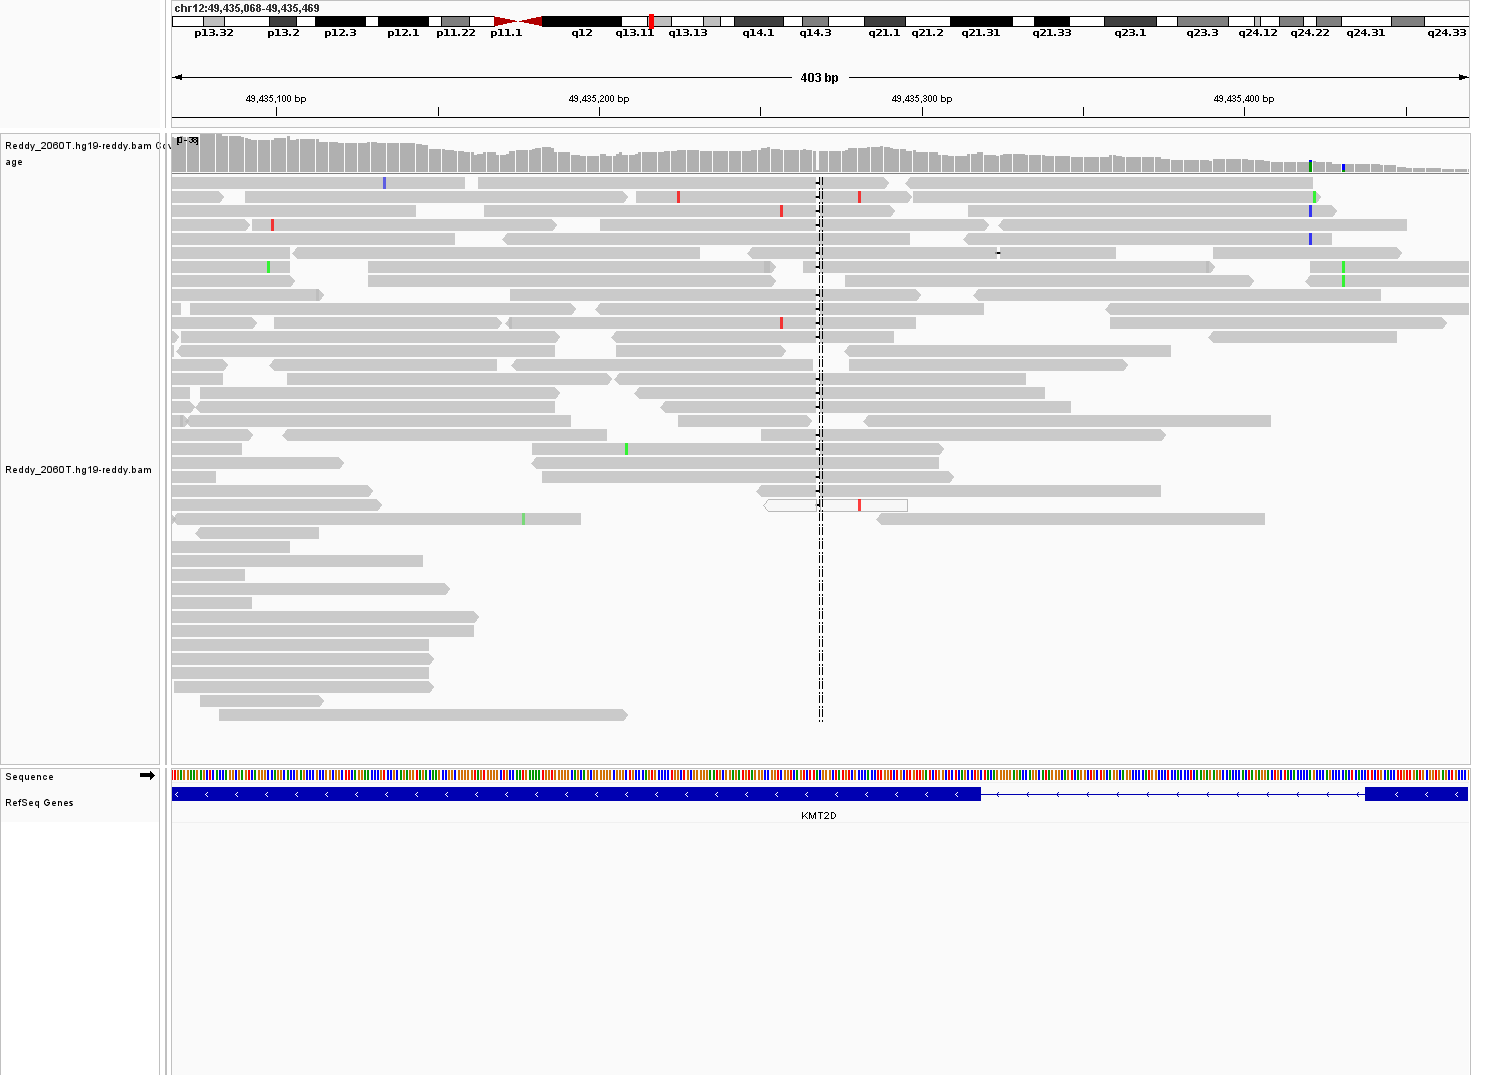 chr12:49,435,068-49,435,469
p13.32 p13.2 p12.3 p12.1 p11.22 p11.1 q12 q13.11 q13.13 q14.1 q14.3 q21.1 q21.2 q21.31 q21.33 q23.1 q23.3 q24.12 q24.22 q24.31 q24.33
403 bp
49,435,100 bp 49,435,200 bp 49,435,300 bp 49,435,400 bp
Reddy_2060T.hg19-reddy.bam Cov
age
[0 - 38]
Reddy_2060T.hg19-reddy.bam
Sequence
RefSeq Genes
KMT2D